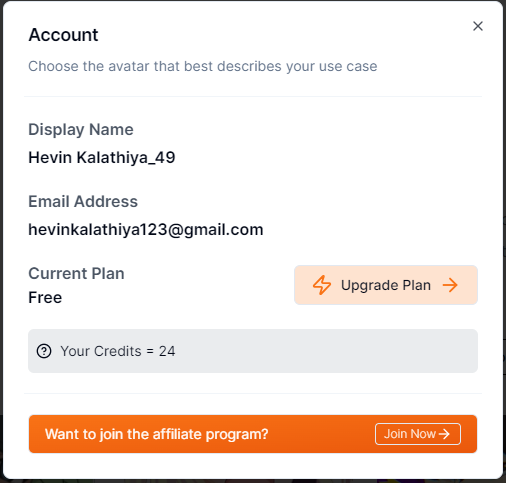 Account
Choose the avatar that best describes your use case
Display Name
Hevin Kalathiya_49
Email Address
hevinkalathiya123@gmail.com
Current Plan
Free
Upgrade Plan
Your Credits = 24
Want to join the affiliate program?
Join Now